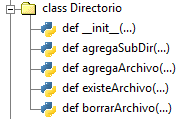 class Directorio
def __init__(...)
def agregaSubDir(...)
def agregaArchivo(...)
def existeArchivo(...)
def borrarArchivo(...)